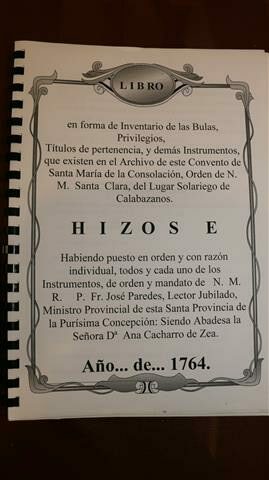 LIBRO
en forma de Inventario de las Bulas,
Privilegios,
Títulos de pertenencia, y demás Instrumentos,
que existen en el Archivo de este Convento de
Santa María de la Consolación, Orden de N.
M. Santa Clara, del Lugar Solariego de
Calabazanos.
HIZOSE
Habiendo puesto en orden y con razón
individual, todos y cada uno de los
Instrumentos, de orden y mandato de N. M.
R. P. Fr. José Paredes, Lector Jubilado,
Ministro Provincial de esta Santa Provincia de
la Purísima Concepción: Siendo Abadesa la
Señora Dª Ana Cacharro de Zea.
Año... de... 1764.